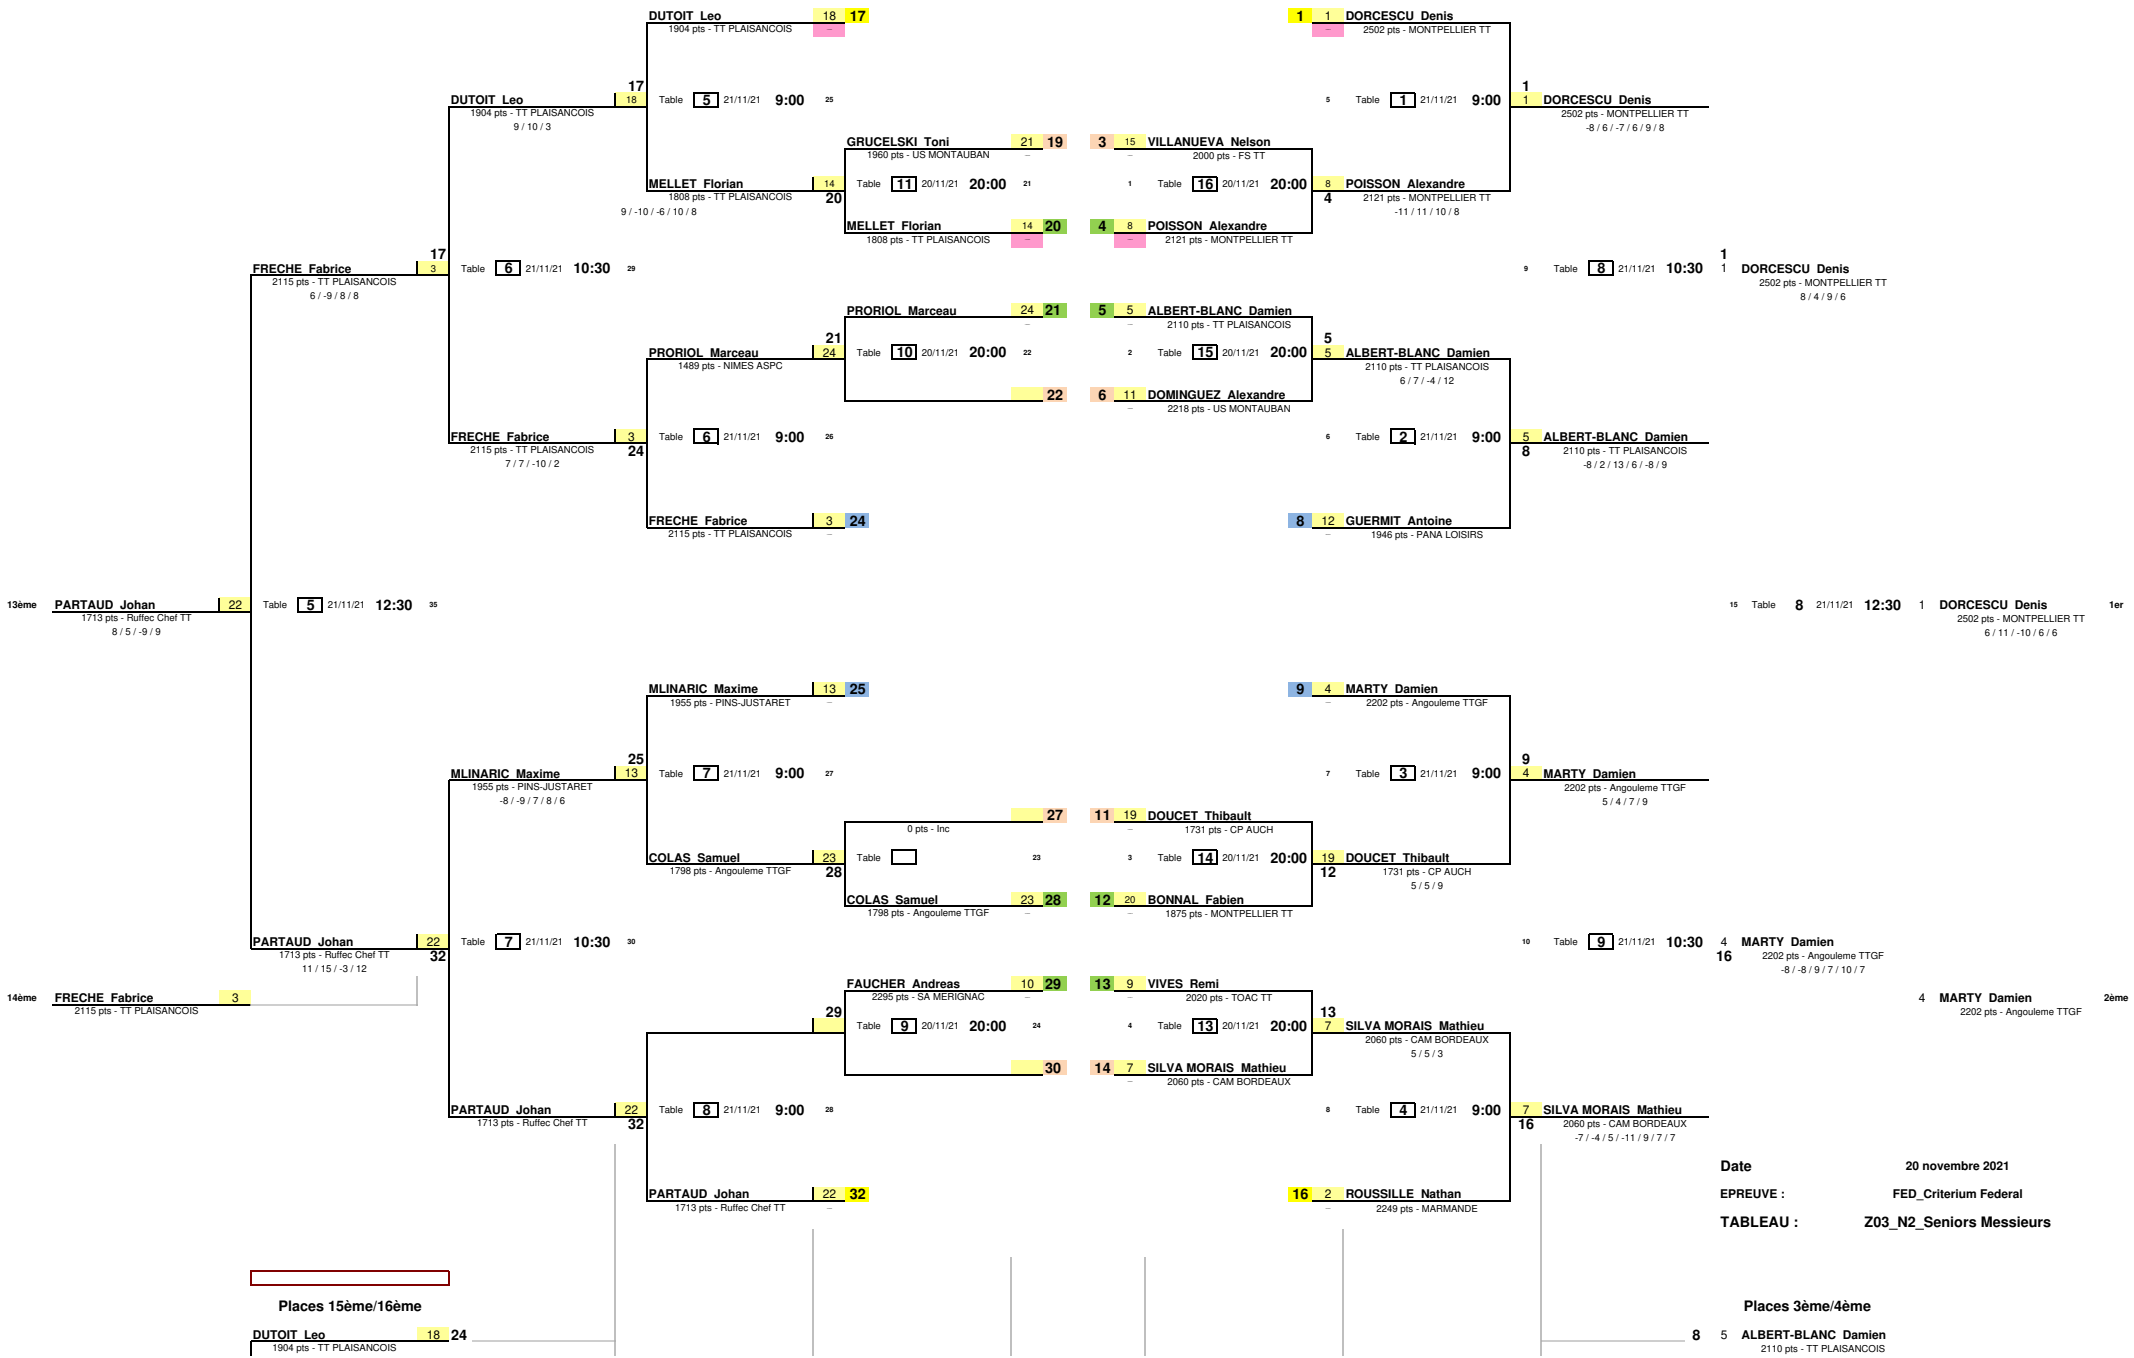 DUTOIT Leo 18 17 1 1 DORCESCU Denis
1904 pts - TT PLAISANCOIS – – 2502 pts - MONTPELLIER TT
17 1
DUTOIT Leo 18 Table 5 21/11/21 9:00 25 5 Table 1 21/11/21 9:00 1 DORCESCU Denis
1904 pts - TT PLAISANCOIS 2502 pts - MONTPELLIER TT
9 / 10 / 3 -8 / 6 / -7 / 6 / 9 / 8
GRUCELSKI Toni 21 19 3 15 VILLANUEVA Nelson
1960 pts - US MONTAUBAN – – 2000 pts - FS TT
MELLET Florian 14 Table 11 20/11/21 20:00 21 1 Table 16 20/11/21 20:00 8 POISSON Alexandre
1808 pts - TT PLAISANCOIS 20 4 2121 pts - MONTPELLIER TT
9 / -10 / -6 / 10 / 8 -11 / 11 / 10 / 8
MELLET Florian 14 20 4 8 POISSON Alexandre
1808 pts - TT PLAISANCOIS – – 2121 pts - MONTPELLIER TT
17 1
FRECHE Fabrice 3 Table 6 21/11/21 10:30 29 9 Table 8 21/11/21 10:30 1 DORCESCU Denis
2115 pts - TT PLAISANCOIS 2502 pts - MONTPELLIER TT
6 / -9 / 8 / 8 8 / 4 / 9 / 6
PRORIOL Marceau 24 21 5 5 ALBERT-BLANC Damien
– – 2110 pts - TT PLAISANCOIS
21 5
PRORIOL Marceau 24 Table 10 20/11/21 20:00 22 2 Table 15 20/11/21 20:00 5 ALBERT-BLANC Damien
1489 pts - NIMES ASPC 2110 pts - TT PLAISANCOIS
6 / 7 / -4 / 12
22 6 11 DOMINGUEZ Alexandre
– 2218 pts - US MONTAUBAN
FRECHE Fabrice 3 Table 6 21/11/21 9:00 26 6 Table 2 21/11/21 9:00 5 ALBERT-BLANC Damien
2115 pts - TT PLAISANCOIS 24 8 2110 pts - TT PLAISANCOIS
7 / 7 / -10 / 2 -8 / 2 / 13 / 6 / -8 / 9
FRECHE Fabrice 3 24 8 12 GUERMIT Antoine
2115 pts - TT PLAISANCOIS – – 1946 pts - PANA LOISIRS
13ème PARTAUD Johan 22 Table 5 21/11/21 12:30 35 15 Table 8 21/11/21 12:30 1 DORCESCU Denis 1er
1713 pts - Ruffec Chef TT 2502 pts - MONTPELLIER TT
8 / 5 / -9 / 9 6 / 11 / -10 / 6 / 6
MLINARIC Maxime 13 25 9 4 MARTY Damien
1955 pts - PINS-JUSTARET – – 2202 pts - Angouleme TTGF
25 9
MLINARIC Maxime 13 Table 7 21/11/21 9:00 27 7 Table 3 21/11/21 9:00 4 MARTY Damien
1955 pts - PINS-JUSTARET 2202 pts - Angouleme TTGF
-8 / -9 / 7 / 8 / 6 5 / 4 / 7 / 9
27 11 19 DOUCET Thibault
0 pts - Inc – 1731 pts - CP AUCH
COLAS Samuel 23 Table 23 3 Table 14 20/11/21 20:00 19 DOUCET Thibault
1798 pts - Angouleme TTGF 28 12 1731 pts - CP AUCH
5 / 5 / 9
COLAS Samuel 23 28 12 20 BONNAL Fabien
1798 pts - Angouleme TTGF – – 1875 pts - MONTPELLIER TT
PARTAUD Johan 22 Table 7 21/11/21 10:30 30 10 Table 9 21/11/21 10:30 4 MARTY Damien
1713 pts - Ruffec Chef TT 32 16 2202 pts - Angouleme TTGF
11 / 15 / -3 / 12 -8 / -8 / 9 / 7 / 10 / 7
FAUCHER Andreas 10 29 13 9 VIVES Remi
2295 pts - SA MERIGNAC – – 2020 pts - TOAC TT
14ème FRECHE Fabrice 3 4 MARTY Damien 2ème
2115 pts - TT PLAISANCOIS 2202 pts - Angouleme TTGF
29 13
Table 9 20/11/21 20:00 24 4 Table 13 20/11/21 20:00 7 SILVA MORAIS Mathieu
2060 pts - CAM BORDEAUX
5 / 5 / 3
30 14 7 SILVA MORAIS Mathieu
– 2060 pts - CAM BORDEAUX
PARTAUD Johan 22 Table 8 21/11/21 9:00 28 8 Table 4 21/11/21 9:00 7 SILVA MORAIS Mathieu
1713 pts - Ruffec Chef TT 32 16 2060 pts - CAM BORDEAUX
-7 / -4 / 5 / -11 / 9 / 7 / 7
Date 20 novembre 2021
PARTAUD Johan 22 32 16 2 ROUSSILLE Nathan EPREUVE : FED_Criterium Federal
1713 pts - Ruffec Chef TT – – 2249 pts - MARMANDE
TABLEAU : Z03_N2_Seniors Messieurs
Places 15ème/16ème Places 3ème/4ème
DUTOIT Leo 18 24 8 5 ALBERT-BLANC Damien
1904 pts - TT PLAISANCOIS 2110 pts - TT PLAISANCOIS